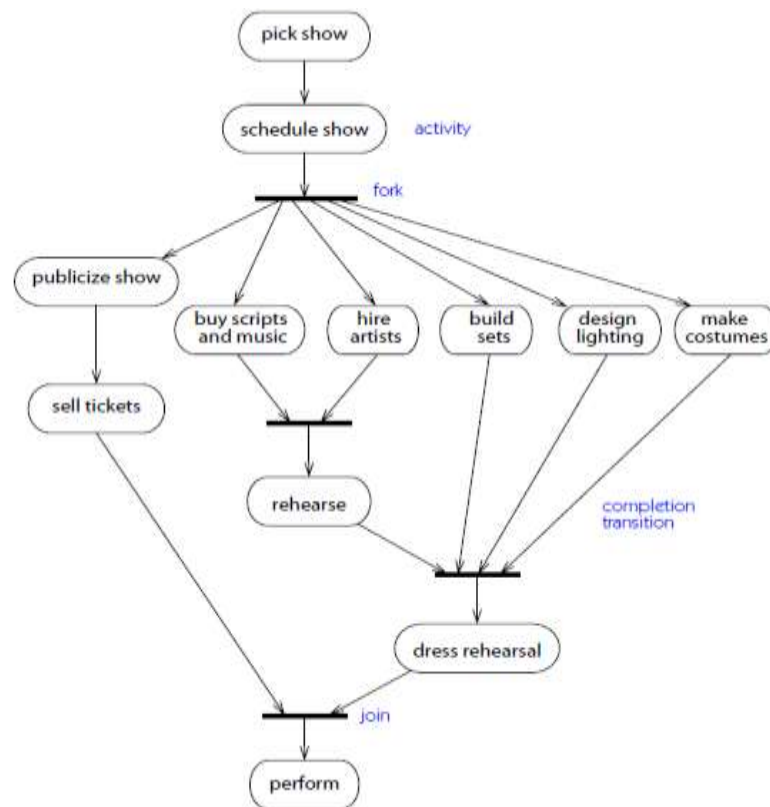 pick show
schedule show
activity
fork
publicize show
buy scripts
and music
hire
artists
build
sets
design
lighting
make
costumes
sell tickets
rehearse
completion
transition
dress rehearsal
join
perform